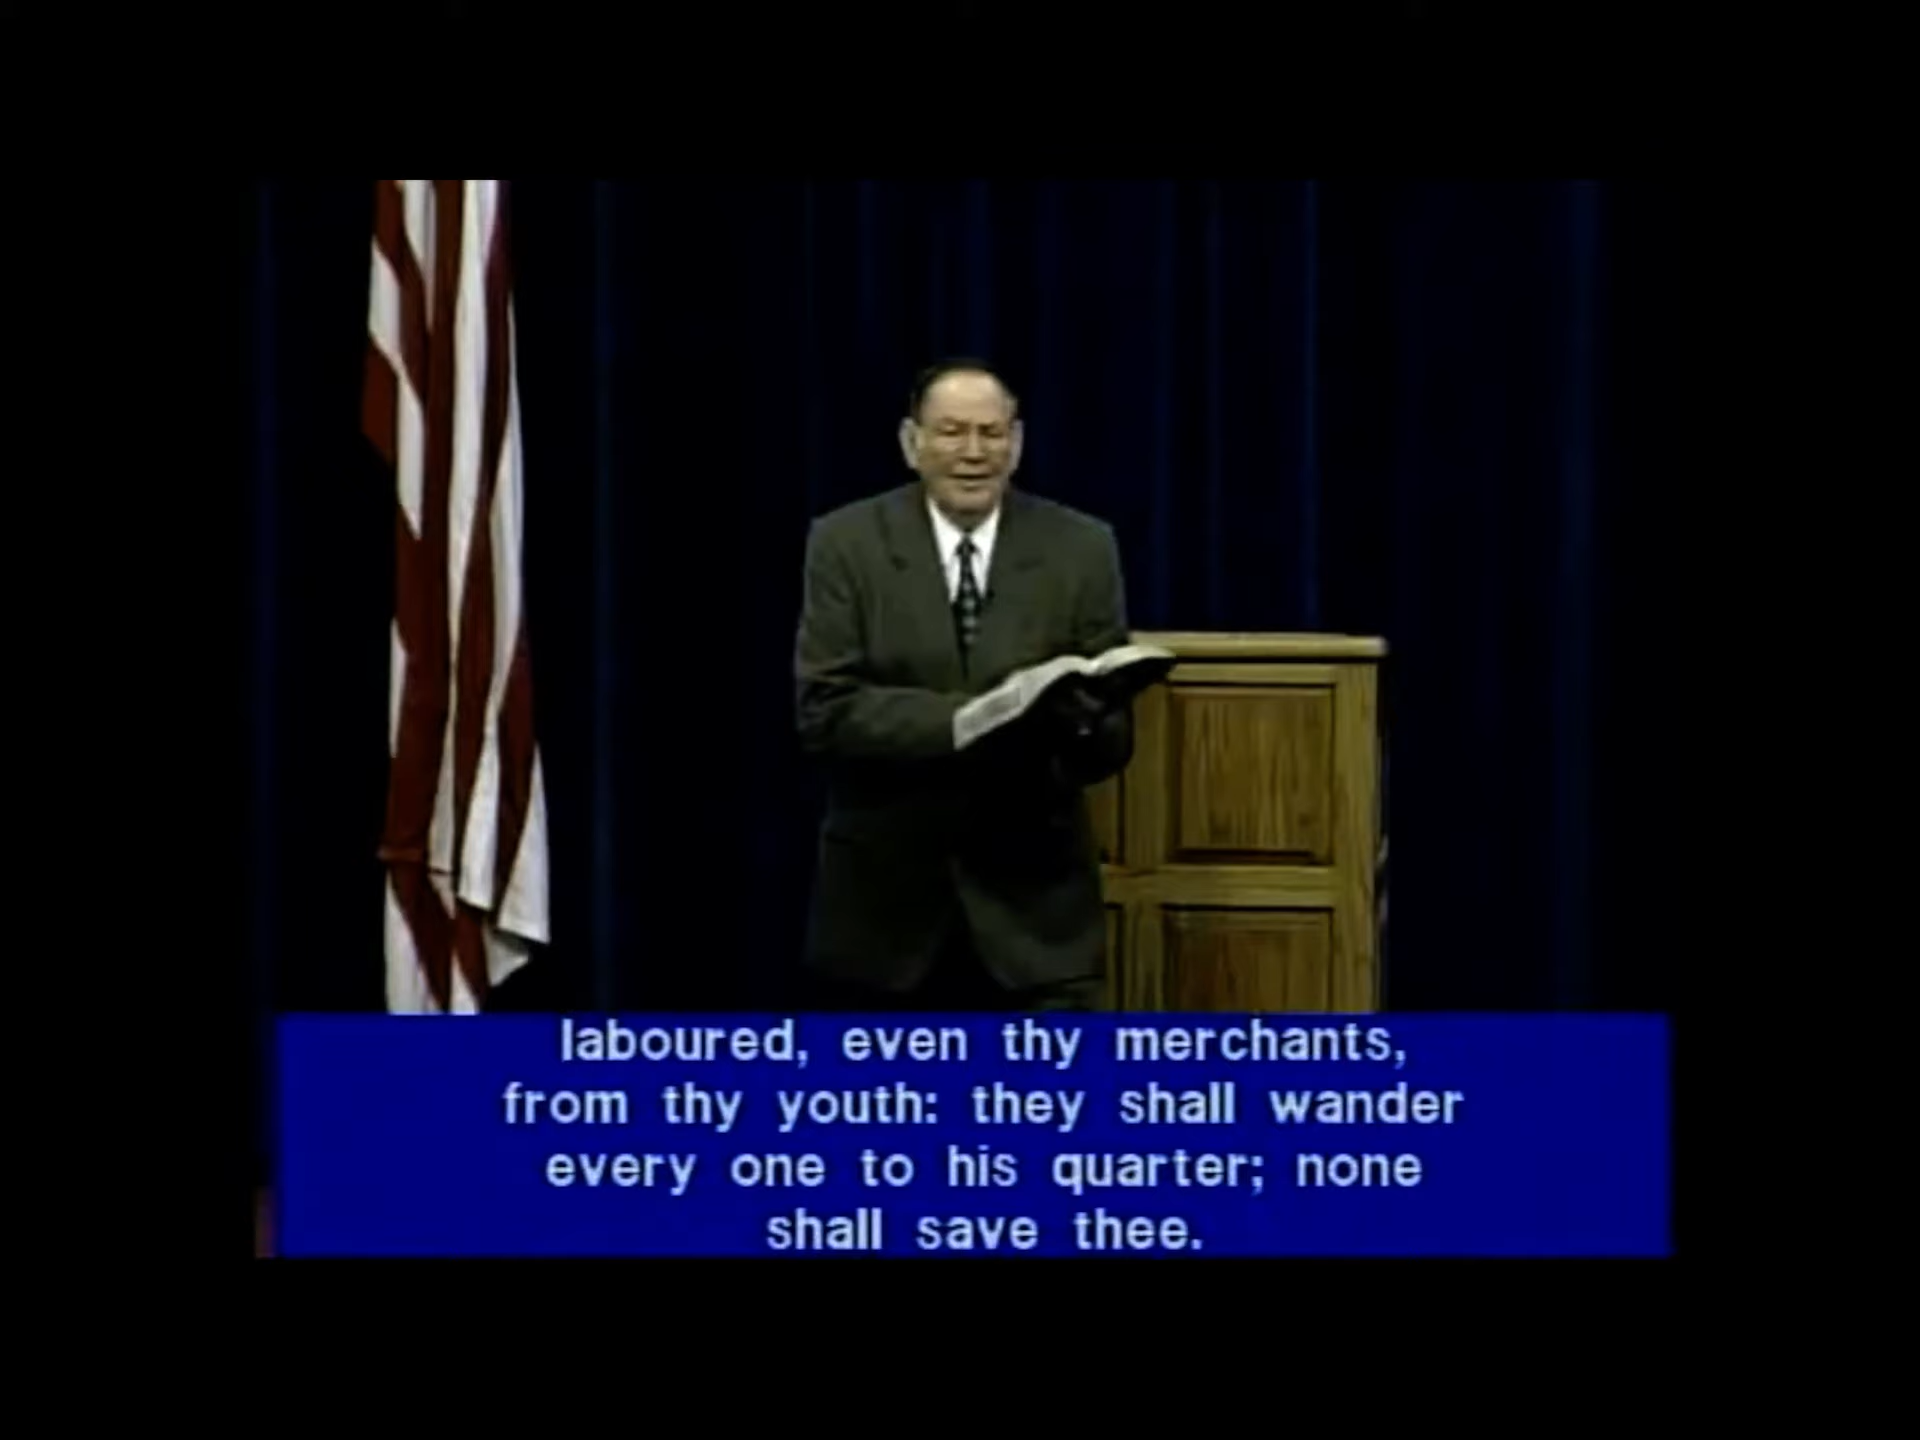 laboured, even thy merchants,
from thy youth: they shall wander
every one to his quarter; none
shall save thee.